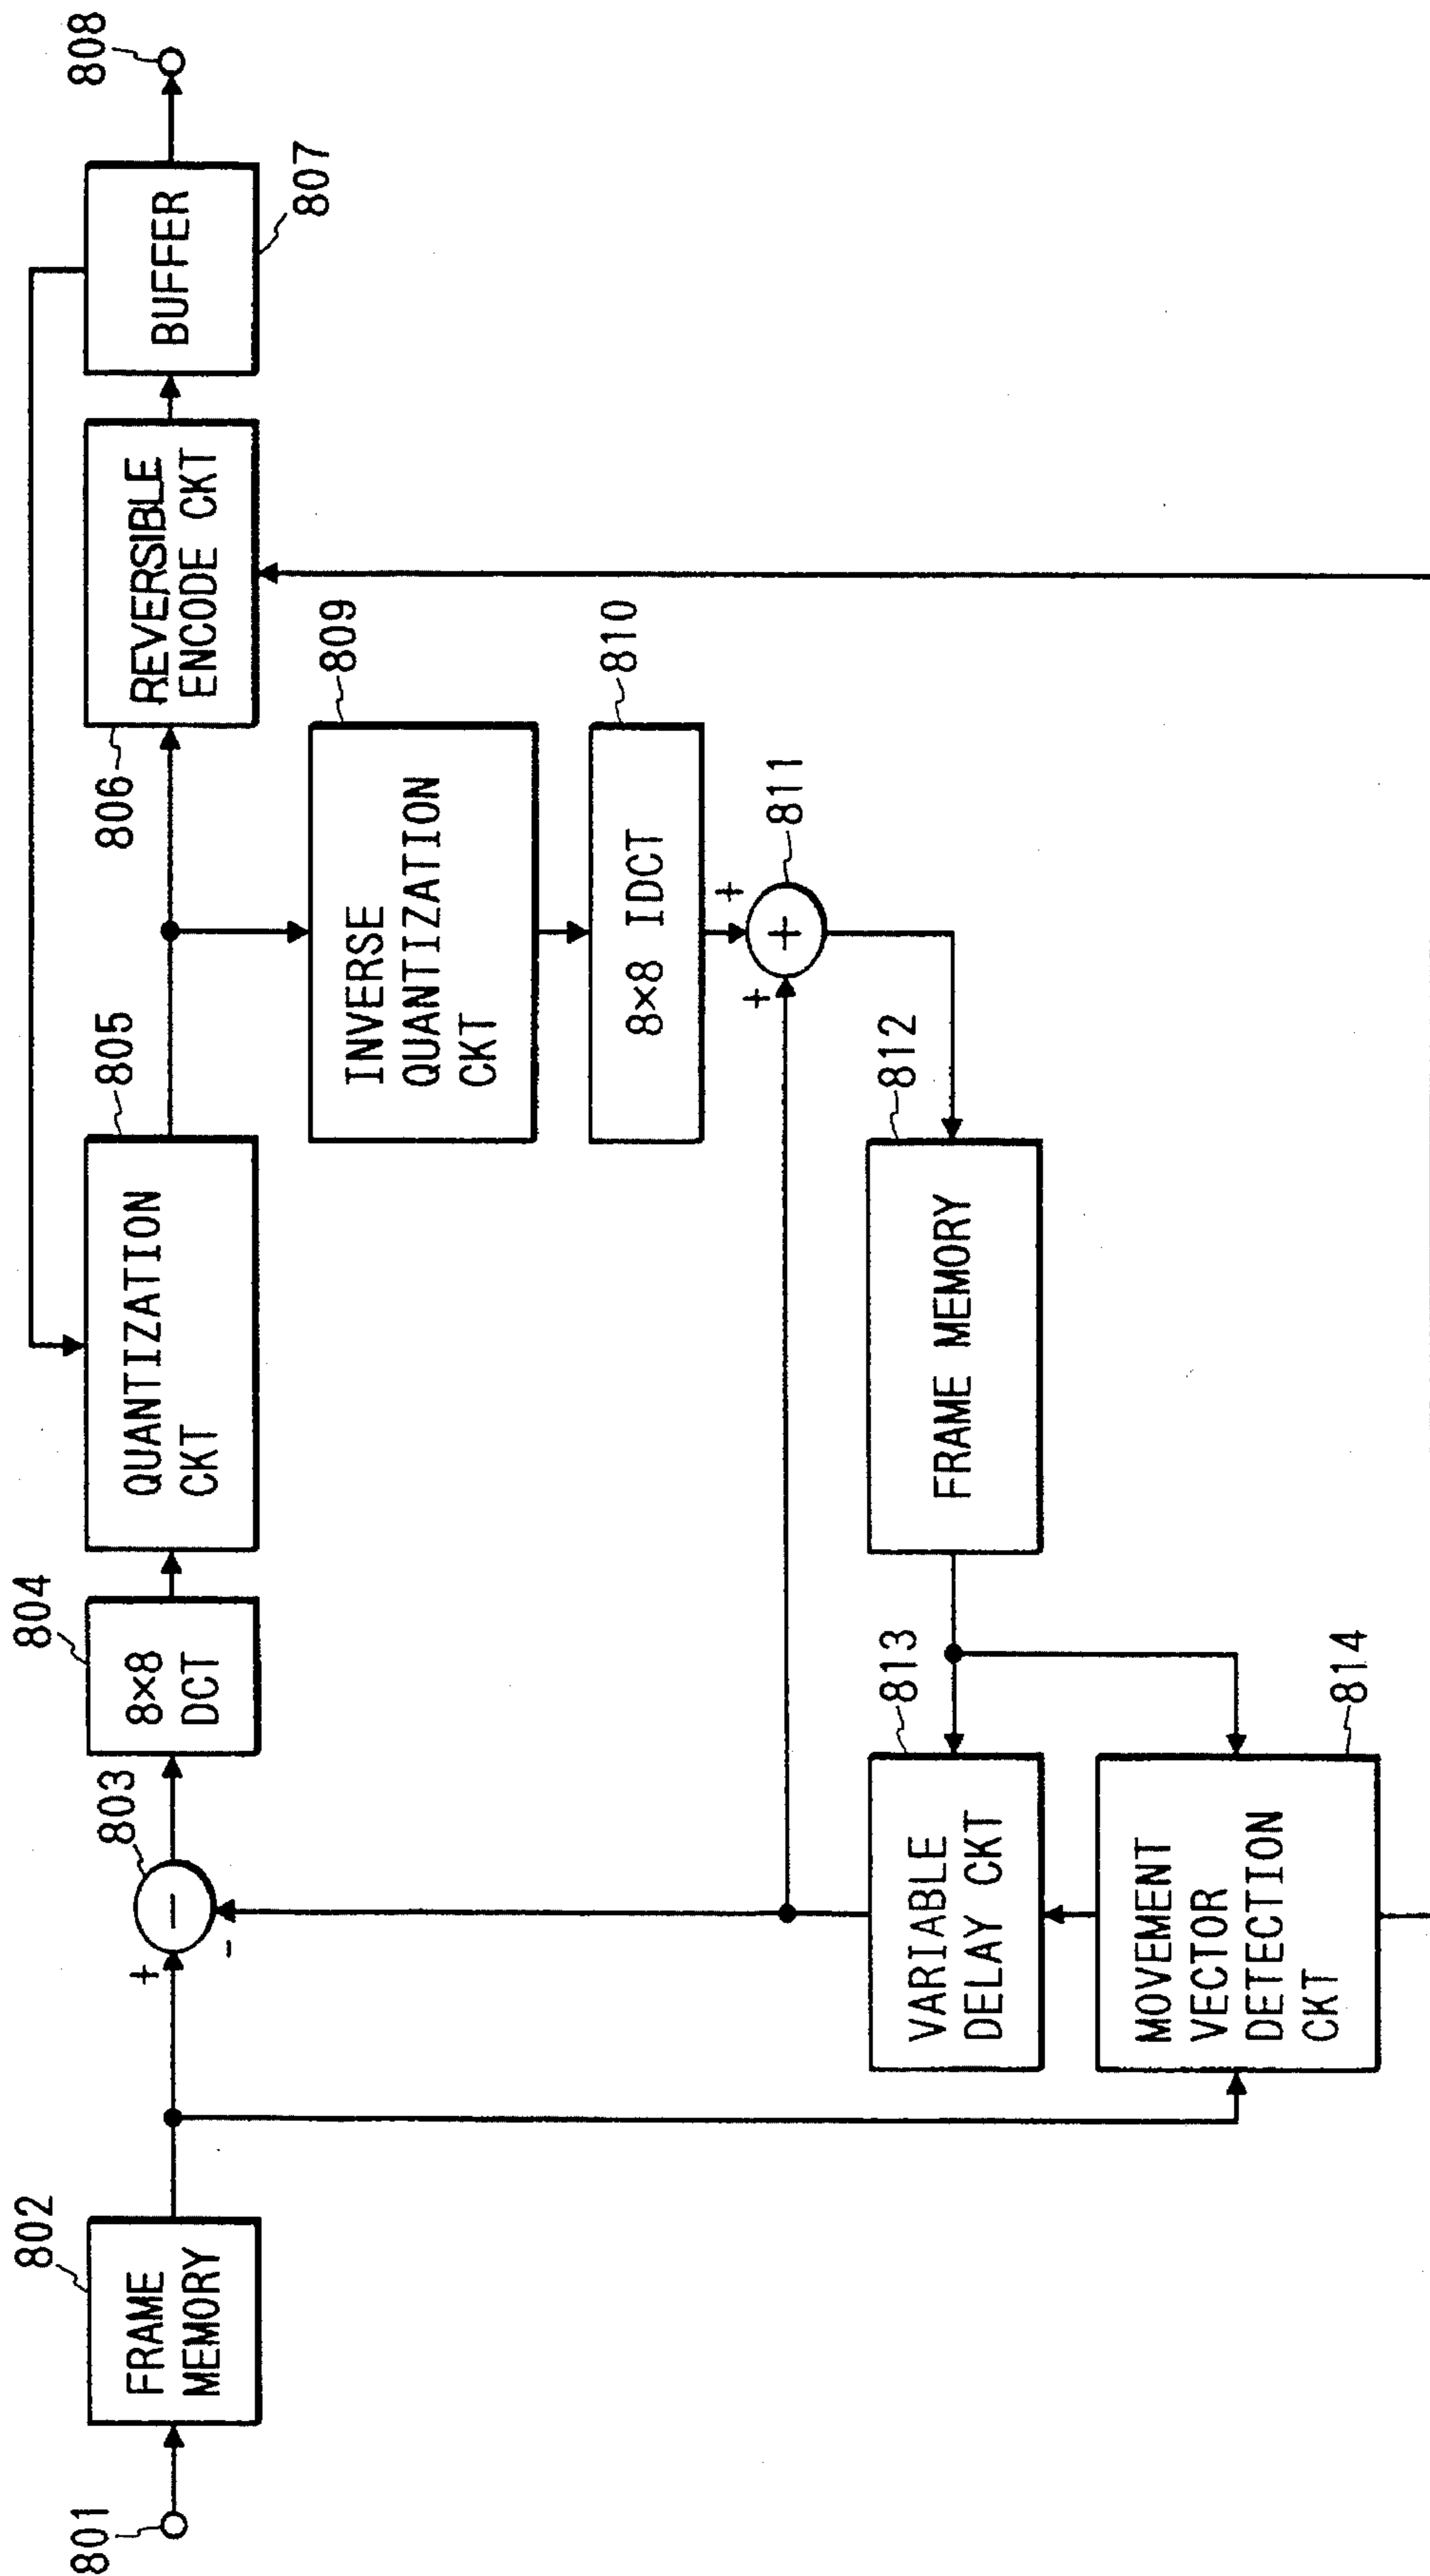 801
802
FRAME
MEMORY
+
-
803
−
804
8×8
DCT
805
QUANTIZATION
CKT
806
REVERSIBLE
ENCODE CKT
807
BUFFER
808
809
INVERSE
QUANTIZATION
CKT
810
8×8 IDCT
811
+
+
+
812
FRAME MEMORY
813
VARIABLE
DELAY CKT
814
MOVEMENT
VECTOR
DETECTION
CKT